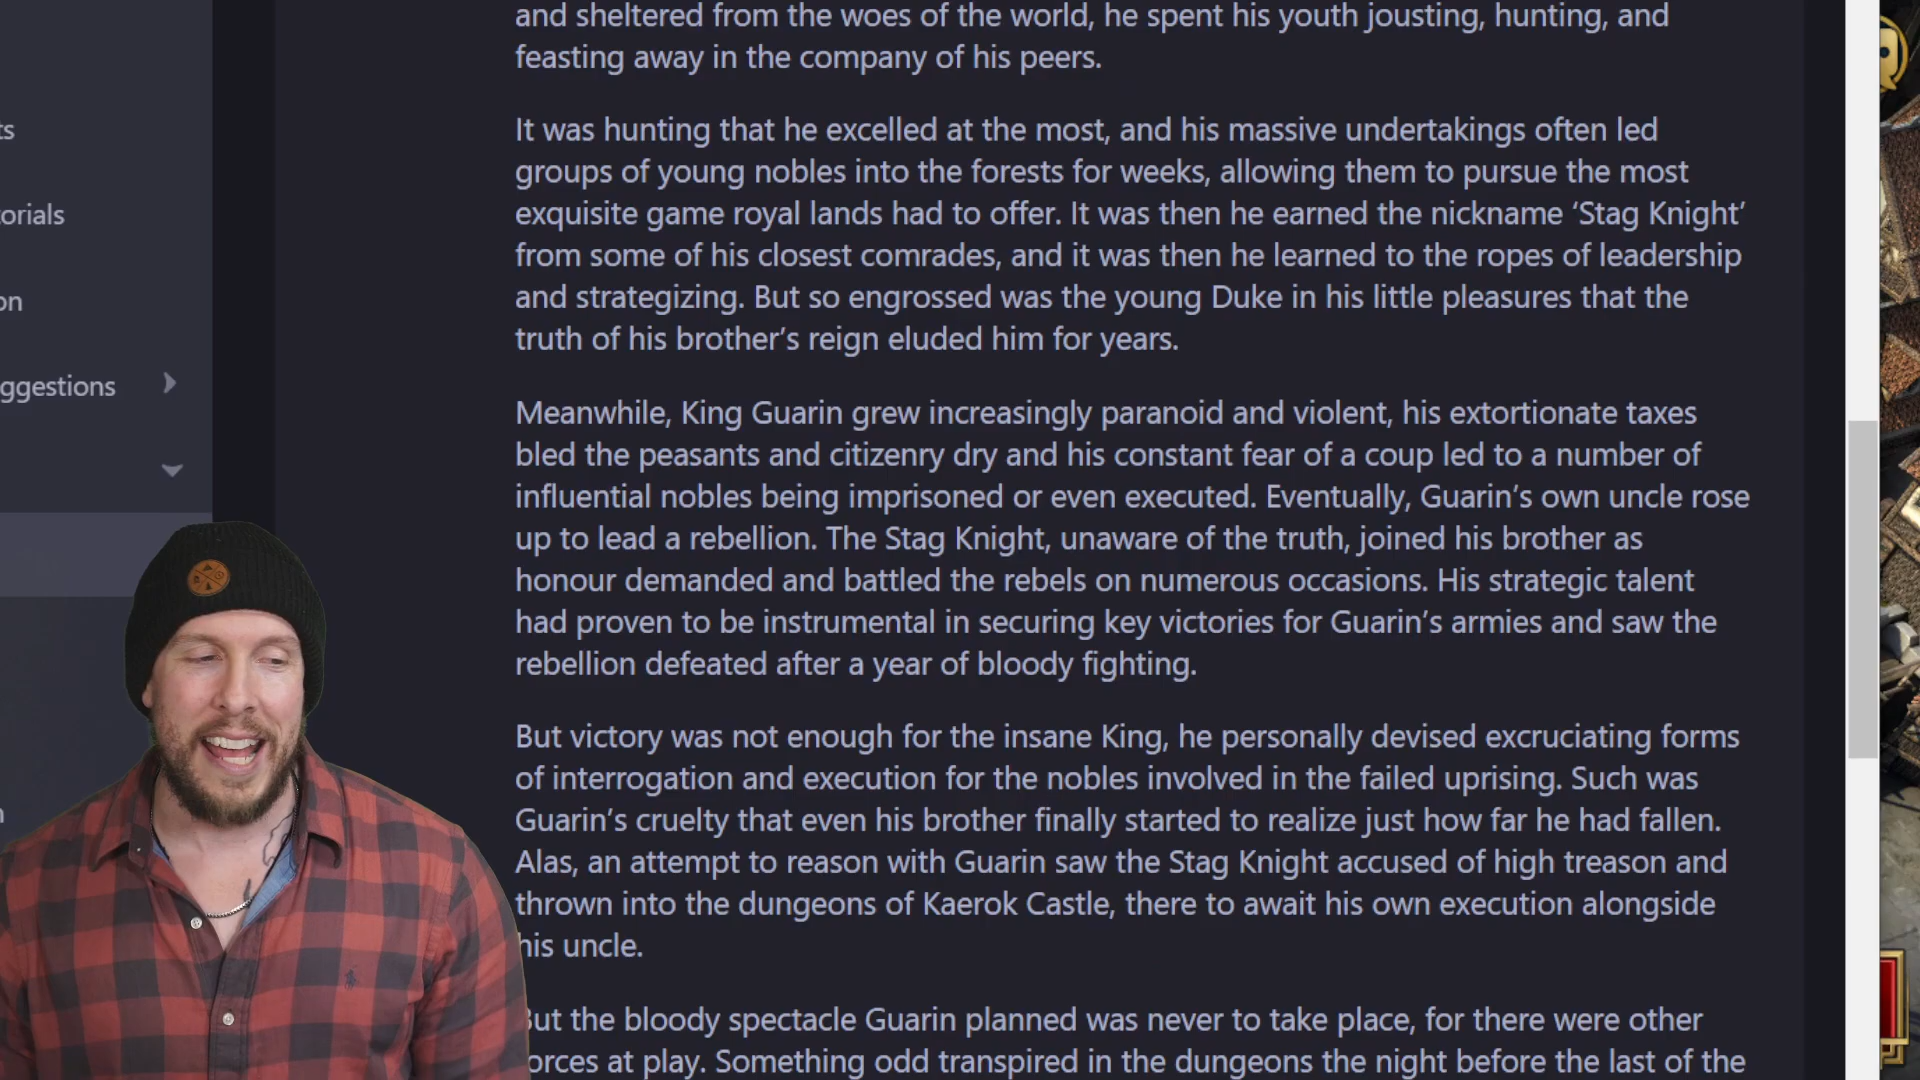 and sheltered from the woes of the world, he spent his youth jousting, hunting, and
feasting away in the company of his peers.
It was hunting that he excelled at the most, and his massive undertakings often led
groups of young nobles into the forests for weeks, allowing them to pursue the most
exquisite game royal lands had to offer. It was then he earned the nickname ‘Stag Knight’
from some of his closest comrades, and it was then he learned to the ropes of leadership
and strategizing. But so engrossed was the young Duke in his little pleasures that the
truth of his brother’s reign eluded him for years.
Meanwhile, King Guarin grew increasingly paranoid and violent, his extortionate taxes
bled the peasants and citizenry dry and his constant fear of a coup led to a number of
influential nobles being imprisoned or even executed. Eventually, Guarin’s own uncle rose
up to lead a rebellion. The Stag Knight, unaware of the truth, joined his brother as
honour demanded and battled the rebels on numerous occasions. His strategic talent
had proven to be instrumental in securing key victories for Guarin’s armies and saw the
rebellion defeated after a year of bloody fighting.
But victory was not enough for the insane King, he personally devised excruciating forms
of interrogation and execution for the nobles involved in the failed uprising. Such was
Guarin’s cruelty that even his brother finally started to realize just how far he had fallen.
Alas, an attempt to reason with Guarin saw the Stag Knight accused of high treason and
thrown into the dungeons of Kaerok Castle, there to await his own execution alongside
his uncle.
But the bloody spectacle Guarin planned was never to take place, for there were other
forces at play. Something odd transpired in the dungeons the night before the last of the
ts
orials
on
ggestions
n